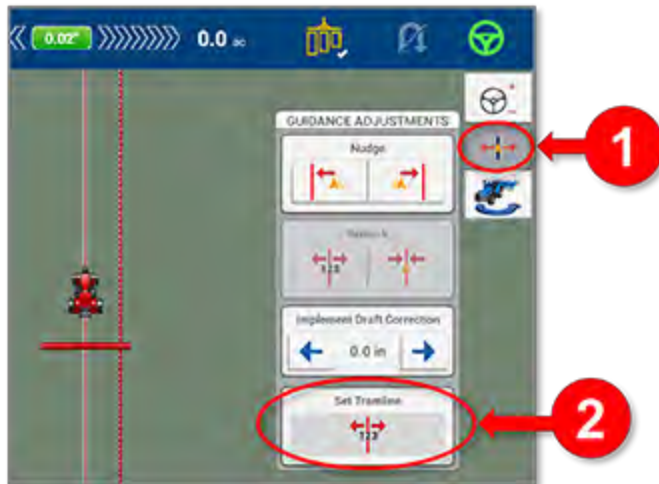 0.02" 0.0 ac
GUIDANCE ADJUSTMENTS
Nudge
123
Implement Draft Correction
0.0 in
Set Tramline
123
1
2